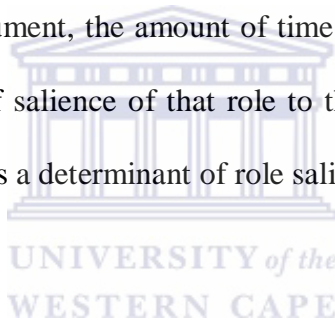 ument, the amount of time
f salience of that role to th
s a determinant of role sali
UNIVERSITY of the
WESTERN CAPE